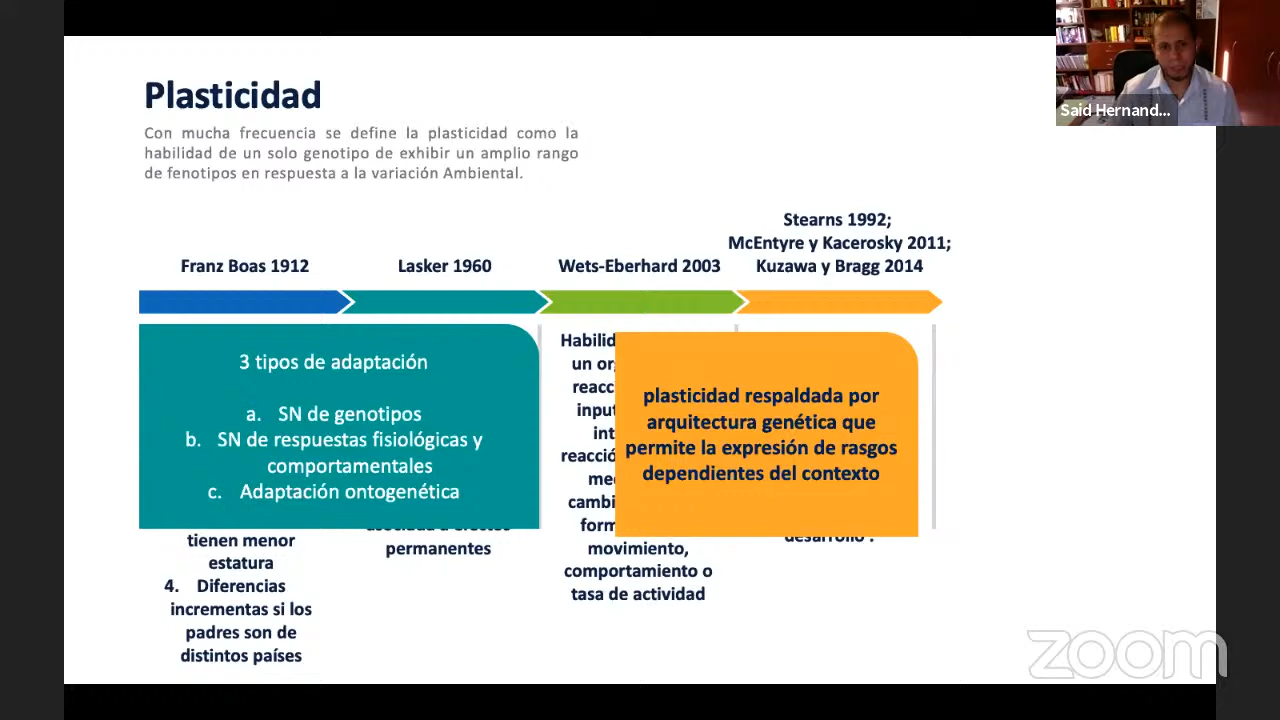 Plasticidad
Con mucha frecuencia se define la plasticidad como la
habilidad de un solo genotipo de exhibir un amplio rango
de fenotipos en respuesta a la variación Ambiental.
Said Hernand...
Franz Boas 1912
Lasker 1960
Wets-Eberhard 2003
Stearns 1992;
McEntyre y Kacerosky 2011;
Kuzawa y Bragg 2014
3 tipos de adaptación
a. SN de genotipos
b. SN de respuestas fisiológicas y
comportamentales
c. Adaptación ontogenética
tienen menor
estatura
4. Diferencias
incrementas si los
padres son de
distintos países
permanentes
un
movimiento,
comportamiento o
tasa de actividad
plasticidad respaldada por
arquitectura genética que
permite la expresión de rasgos
dependientes del contexto
zoom